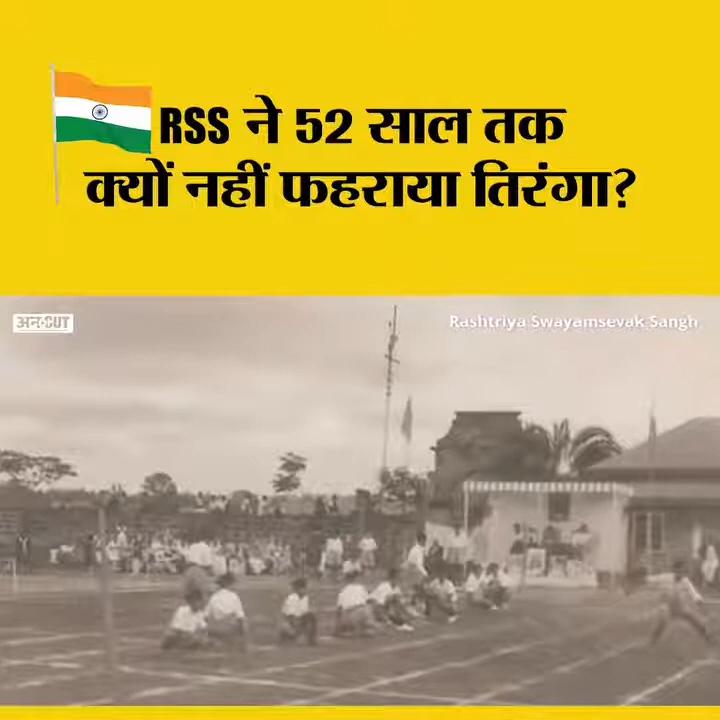 RSS ने 52 साल तक
क्यों नहीं फहराया तिरंगा?
अनCUT
Rashtriya Swayamsevak Sangh